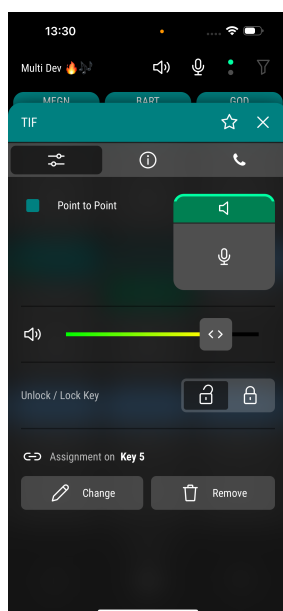 13:30
Multi Dev 🔥🎶
MEGN BART GOD
TIF
Point to Point
Unlock / Lock Key
Assignment on Key 5
Change Remove